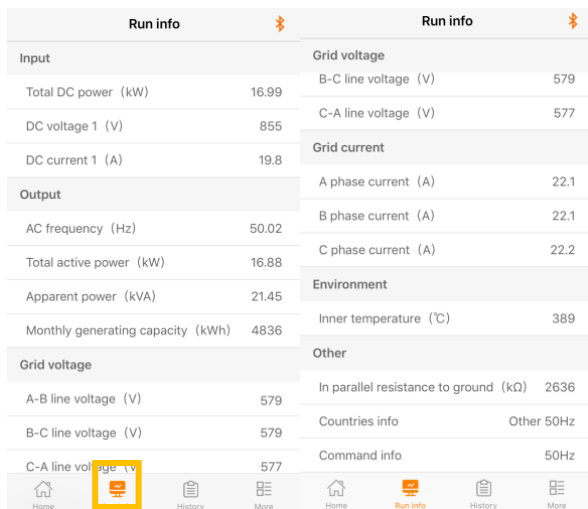 Run info
Input
Total DC power (kW) 16.99
DC voltage 1 (V) 855
DC current 1 (A) 19.8
Output
AC frequency (Hz) 50.02
Total active power (kW) 16.88
Apparent power (kVA) 21.45
Monthly generating capacity (kWh) 4836
Grid voltage
A-B line voltage (V) 579
B-C line voltage (V) 579
C-A line voltage (V) 577
Home History More
Run info
Grid voltage
B-C line voltage (V) 579
C-A line voltage (V) 577
Grid current
A phase current (A) 22.1
B phase current (A) 22.1
C phase current (A) 22.2
Environment
Inner temperature (℃) 389
Other
In parallel resistance to ground (kΩ) 2636
Countries info Other 50Hz
Command info 50Hz
Home Run info History More